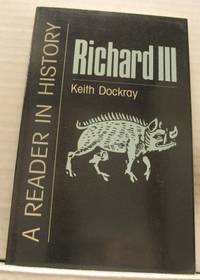 Richard III
Keith Dockray
A READER IN HISTORY